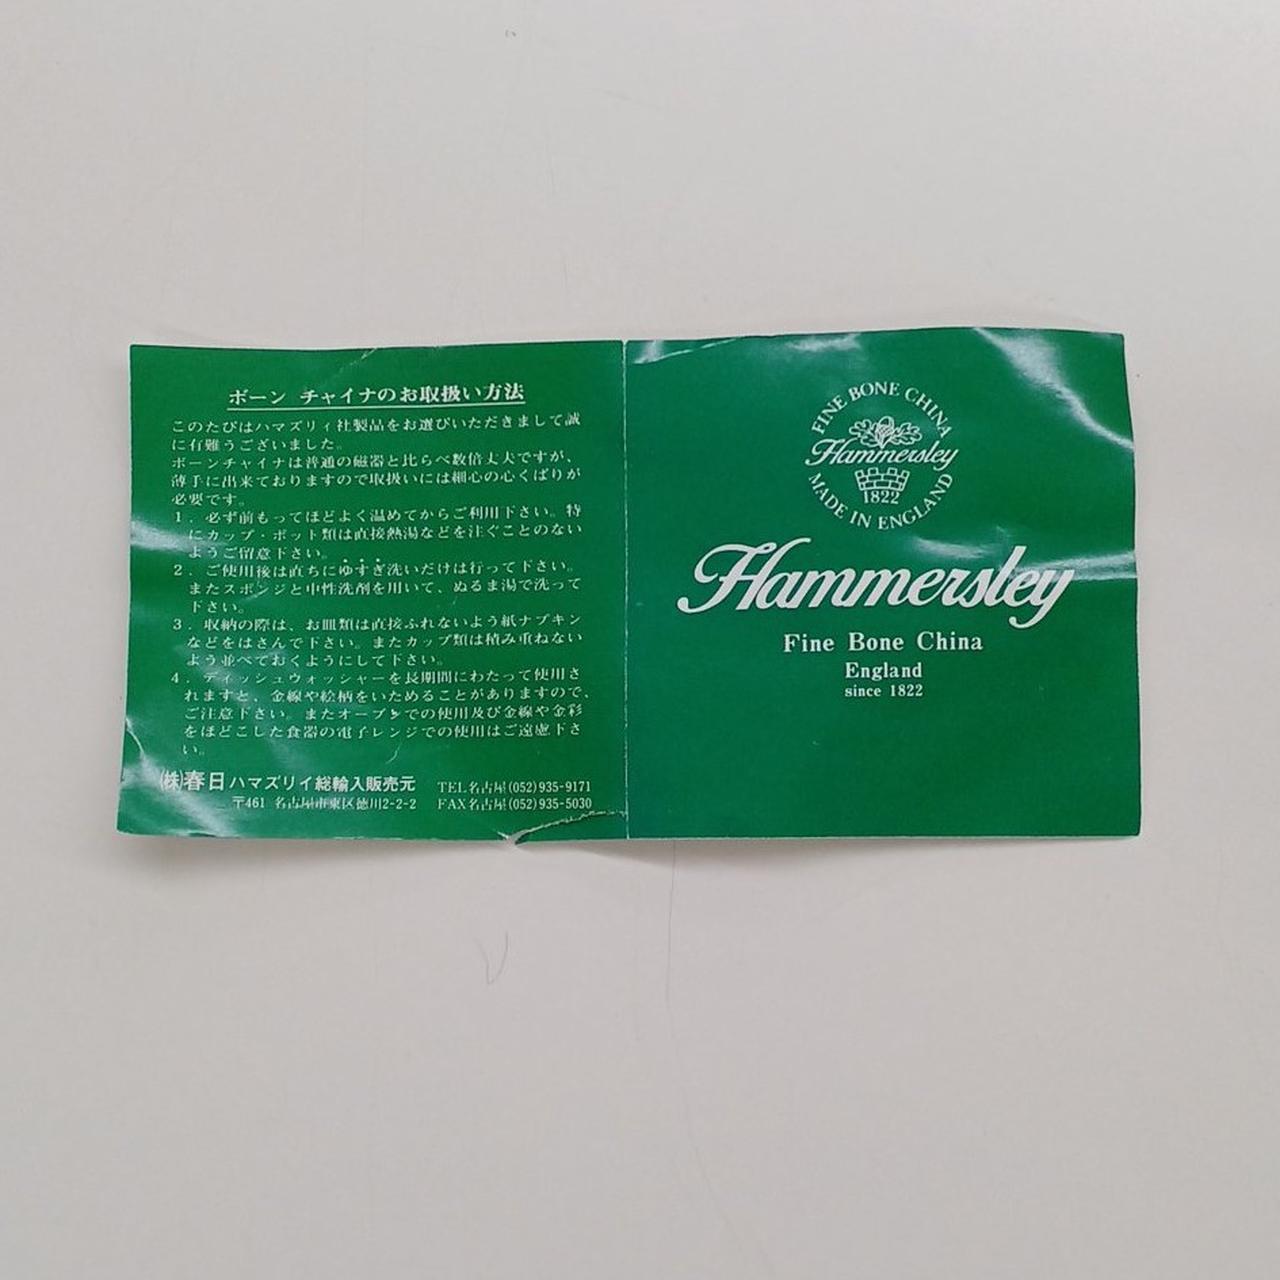 ボーン チャイナのお取扱い方法
このたびはハマズリィ社製品をお選びいただきまして誠
に有難うございました。
ボーンチャイナは普通の磁器と比らべ数倍丈夫ですが、
薄手に出来ておりますので取扱いには細心の心くばりが
必要です。
1. 必ず前もってほどよく温めてからご利用下さい。特
にカップ・ポット類は直接熱湯などを注ぐことのない
ようご留意下さい。
2. ご使用後は直ちにゆすぎ洗いだけは行って下さい。
またスポンジと中性洗剤を用いて、ぬるま湯で洗って
下さい。
3. 収納の際は、お皿類は直接ふれないよう紙ナプキン
などをはさんで下さい。またカップ類は積み重ねない
よう並べておくようにして下さい。
4. ディッシュウォッシャーを長期間にわたって使用さ
れますと、金線や絵柄をいためることがありますので、
ご注意下さい。またオーブンでの使用及び金線や金彩
をほどこした食器の電子レンジでの使用はご遠慮下さ
い。
㈱春日ハマズリイ総輸入販売元 TEL名古屋(052)935-9171
〒461 名古屋市東区徳川2-2-2 FAX名古屋(052)935-5030
FINE BONE CHINA
Hammersley
1822
MADE IN ENGLAND
Hammersley
Fine Bone China
England
since 1822